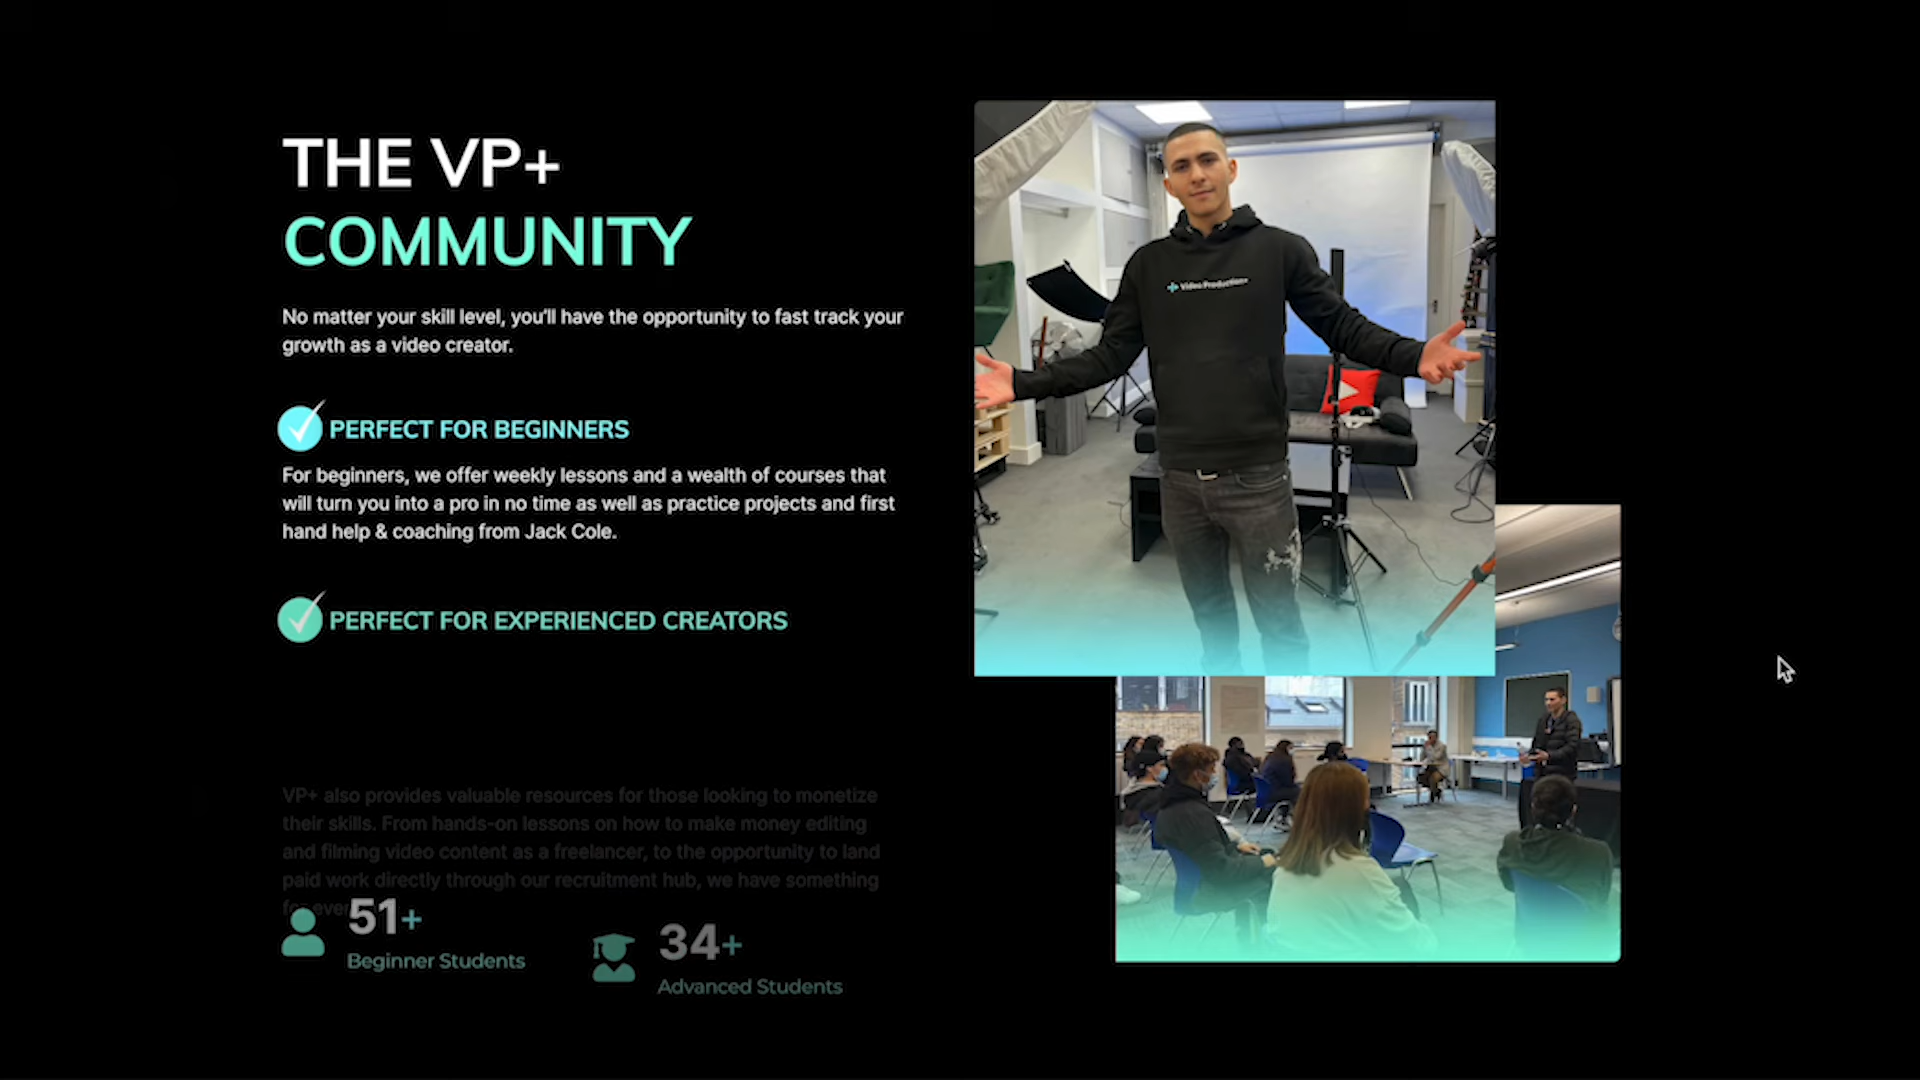 THE VP+
COMMUNITY
No matter your skill level, you'll have the opportunity to fast track your
growth as a video creator.
PERFECT FOR BEGINNERS
For beginners, we offer weekly lessons and a wealth of courses that
will turn you into a pro in no time as well as practice projects and first
hand help & coaching from Jack Cole.
PERFECT FOR EXPERIENCED CREATORS
VP+ also provides valuable resources for those looking to monetize
their skills. From hands-on lessons on how to make money editing
and filming video content as a freelancer, to the opportunity to land
paid work directly through our recruitment hub, we have something
51+
Beginner Students
34+
Advanced Students
Video Production+